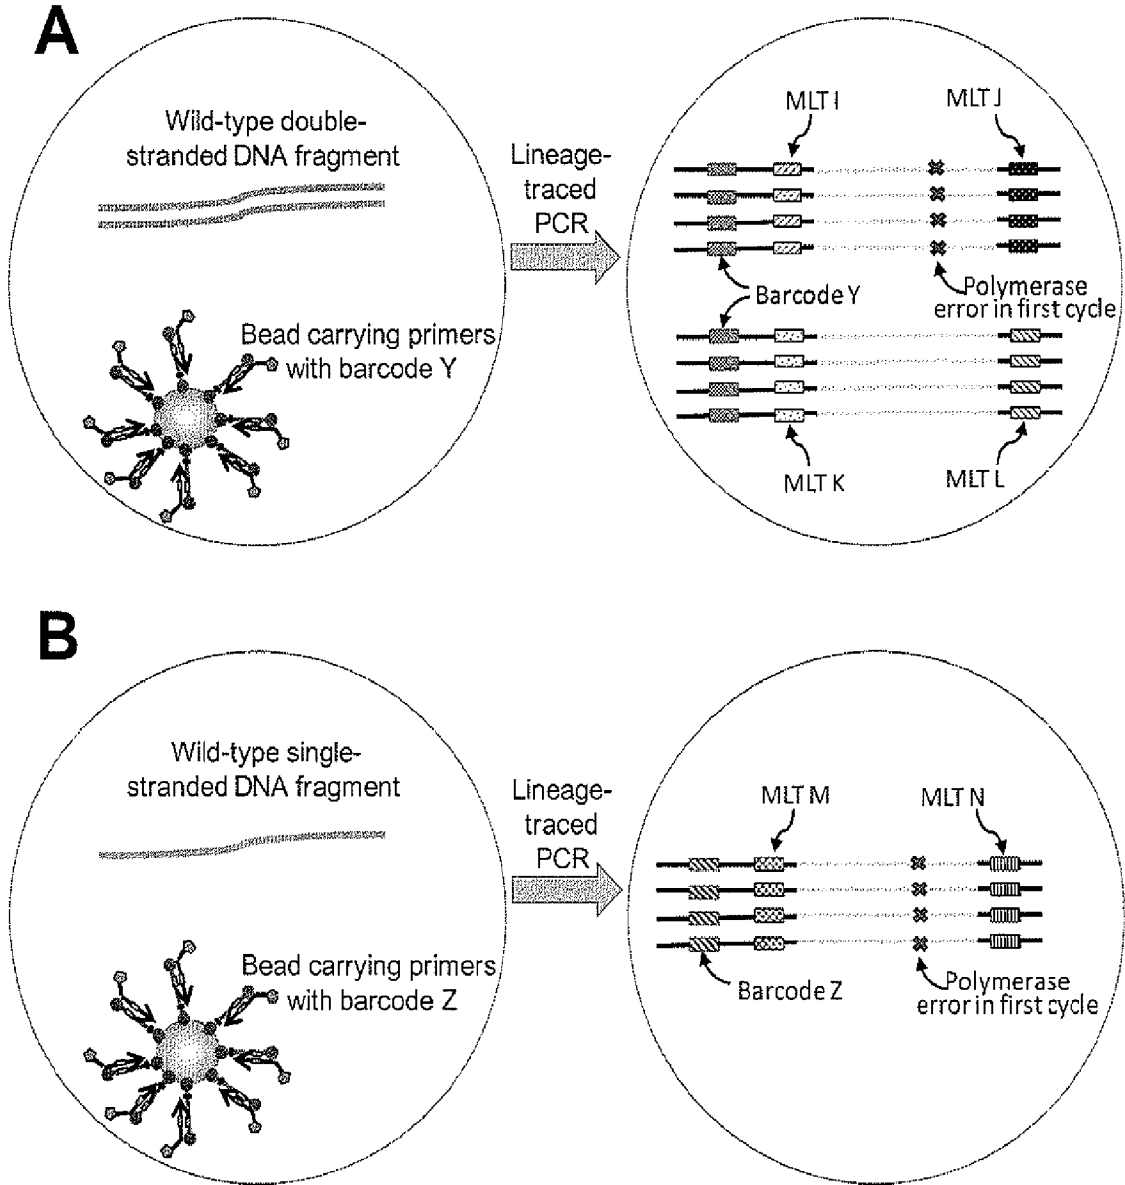 A
Wild-type double-
stranded DNA fragment
Bead carrying primers
with barcode Y
Lineage-
traced
PCR
MLT I
MLT J
Barcode Y
Polymerase
error in first cycle
MLT K
MLT L
B
Wild-type single-
stranded DNA fragment
Bead carrying primers
with barcode Z
Lineage-
traced
PCR
MLT M
MLT N
Barcode Z
Polymerase
error in first cycle